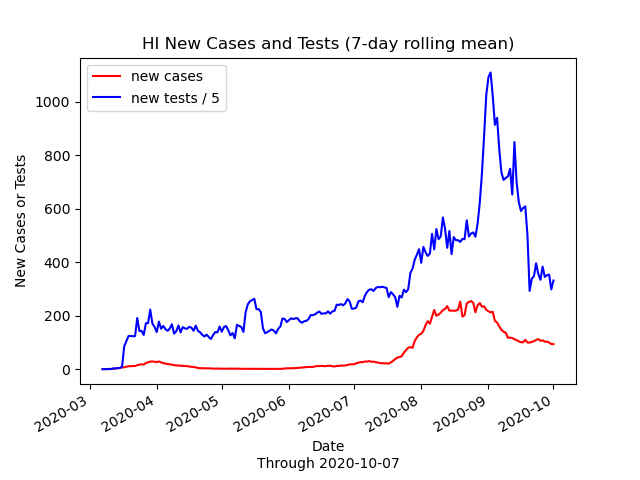 HI New Cases and Tests (7-day rolling mean)
new cases
new tests / 5
New Cases or Tests
1000
800
600
400
200
0
2020-03
2020-04
2020-05
2020-06
2020-07
2020-08
2020-09
2020-10
Date
Through 2020-10-07